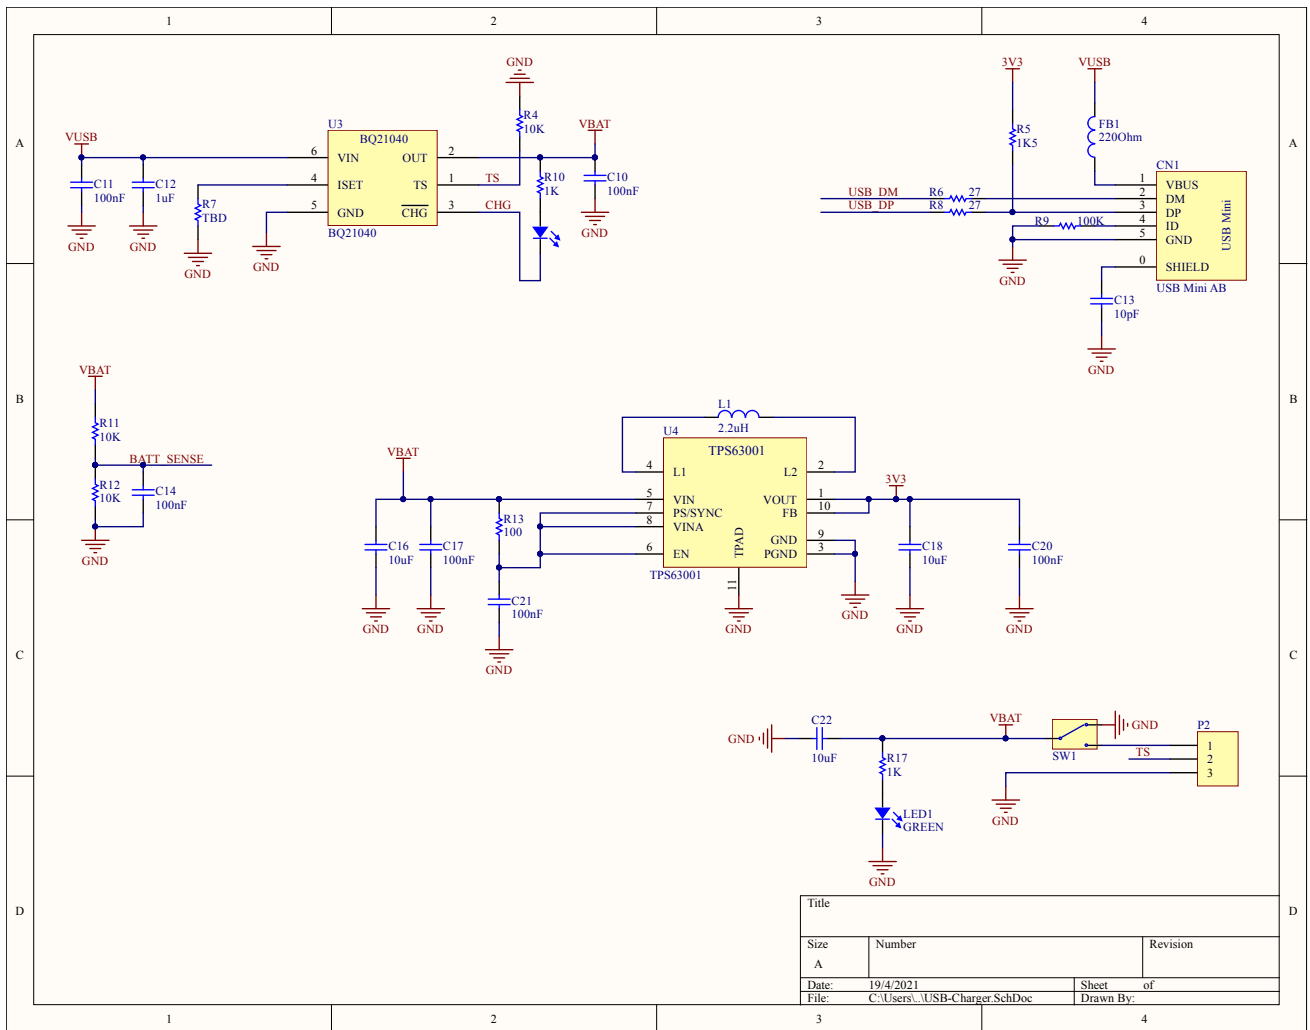 1 2 3 4
A A
B B
C C
D D
1 2 3 4
VUSB
C11
100nF
GND
C12
1uF
GND
R7
TBD
GND
GND
U3
BQ21040
6 VIN OUT 2
4 ISET TS 1 TS
5 GND CHG 3 CHG
BQ21040
GND
R4
10K
R10
1K
VBAT
C10
100nF
GND
3V3
R5
1K5
VUSB
FB1
220Ohm
CN1
USB_DM R6 27
USB_DP R8 27
R9 100K
1 VBUS
2 DM
3 DP
4 ID
5 GND
0 SHIELD
USB Mini
USB Mini AB
GND
C13
10pF
GND
VBAT
R11
10K
BATT_SENSE
R12
10K
C14
100nF
GND
VBAT
C16
10uF
GND
C17
100nF
GND
R13
100
C21
100nF
GND
L1
2.2uH
U4
TPS63001
4 L1 L2 2
5 VIN VOUT 1
7 PS/SYNC FB 10
8 VINA
GND 9
6 EN PGND 3
TPAD
11
TPS63001
GND
GND
3V3
C18
10uF
GND
C20
100nF
GND
GND
C22
10uF
R17
1K
LED1
GREEN
GND
VBAT
SW1
GND
P2
1
TS 2
3
GND
Title
Size Number Revision
A
Date: 19/4/2021 Sheet of
File: C:\Users\..\USB-Charger.SchDoc Drawn By: